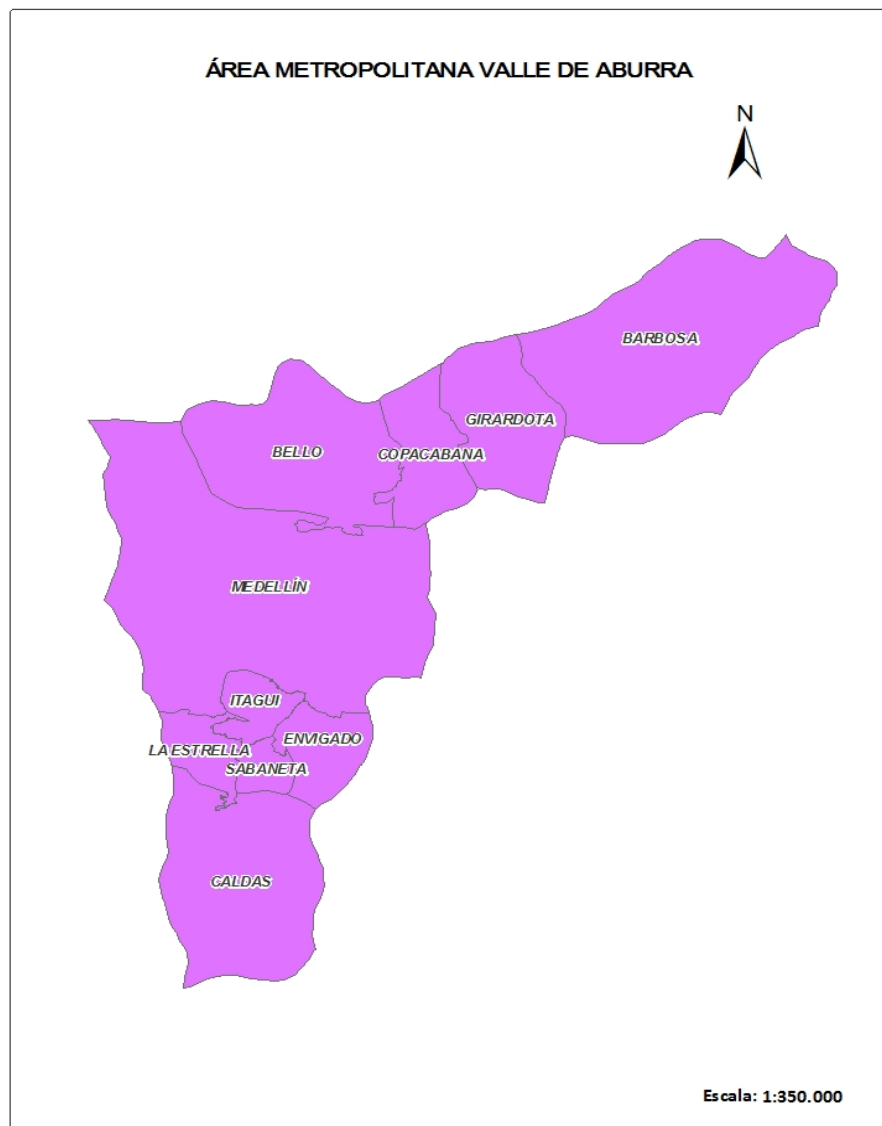 ÁREA METROPOLITANA VALLE DE ABURRA
N
BARBOSA
GIRARDOTA
BELLO
COPACABANA
MEDELLÍN
ITAGUI
ENVIGADO
LA ESTRELLA
SABANETA
CALDAS
Escala: 1:350.000